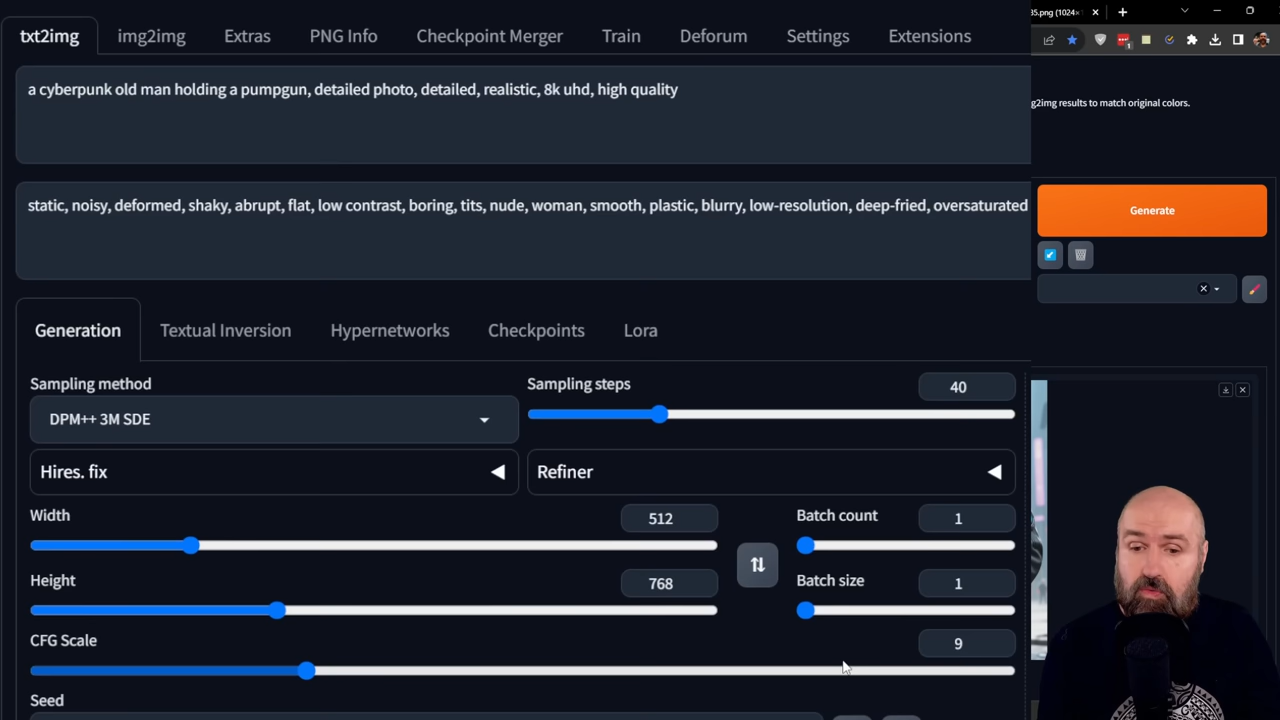 txt2img img2img Extras PNG Info Checkpoint Merger Train Deforum Settings Extensions
35.png (1024×
a cyberpunk old man holding a pumpgun, detailed photo, detailed, realistic, 8k uhd, high quality
g2img results to match original colors.
static, noisy, deformed, shaky, abrupt, flat, low contrast, boring, tits, nude, woman, smooth, plastic, blurry, low-resolution, deep-fried, oversaturated
Generate
Generation Textual Inversion Hypernetworks Checkpoints Lora
Sampling method
DPM++ 3M SDE
Sampling steps 40
Hires. fix
Refiner
Width 512
Batch count 1
Height 768
Batch size 1
CFG Scale 9
Seed